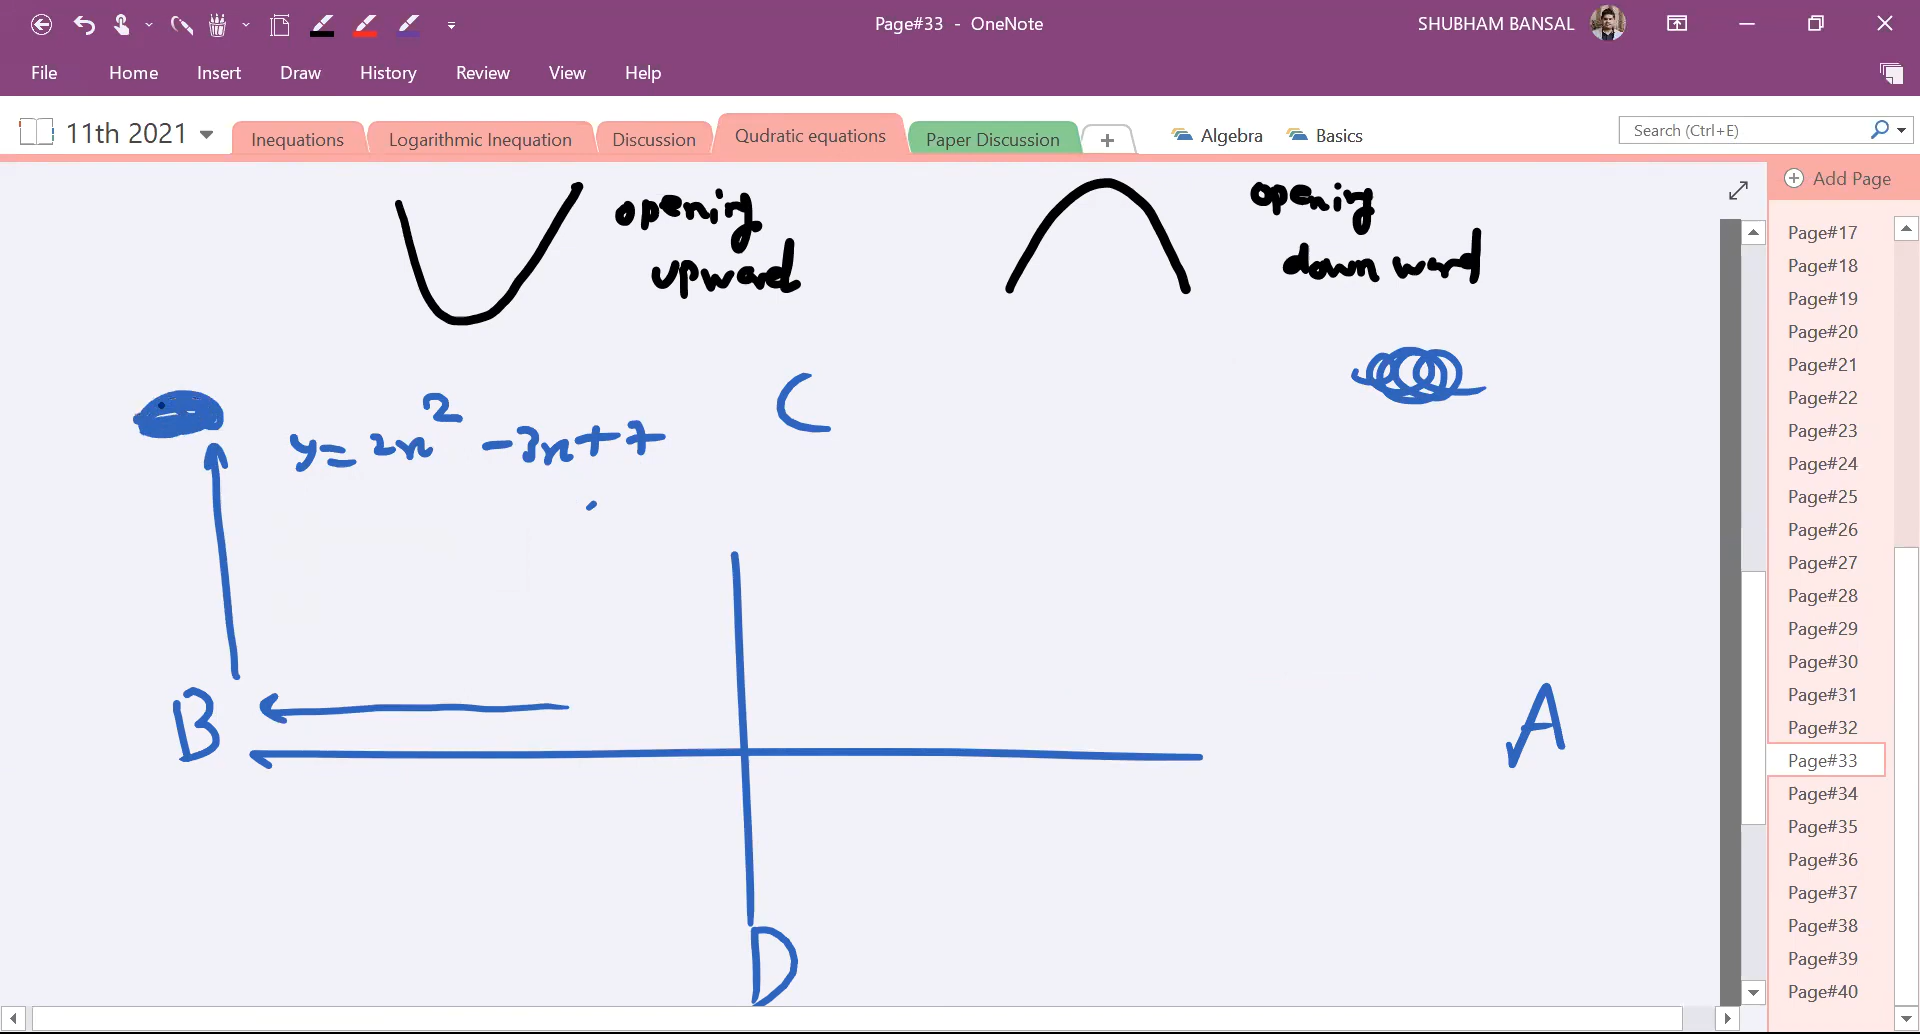 Page#33 - OneNote
SHUBHAM BANSAL
File Home Insert Draw History Review View Help
11th 2021
Inequations Logarithmic Inequation Discussion Qudratic equations Paper Discussion +
Algebra Basics
Search (Ctrl+E)
Add Page
opening
upward
opening
downward
y=2x² -3x+7
C
B
A
D
Page#17
Page#18
Page#19
Page#20
Page#21
Page#22
Page#23
Page#24
Page#25
Page#26
Page#27
Page#28
Page#29
Page#30
Page#31
Page#32
Page#33
Page#34
Page#35
Page#36
Page#37
Page#38
Page#39
Page#40